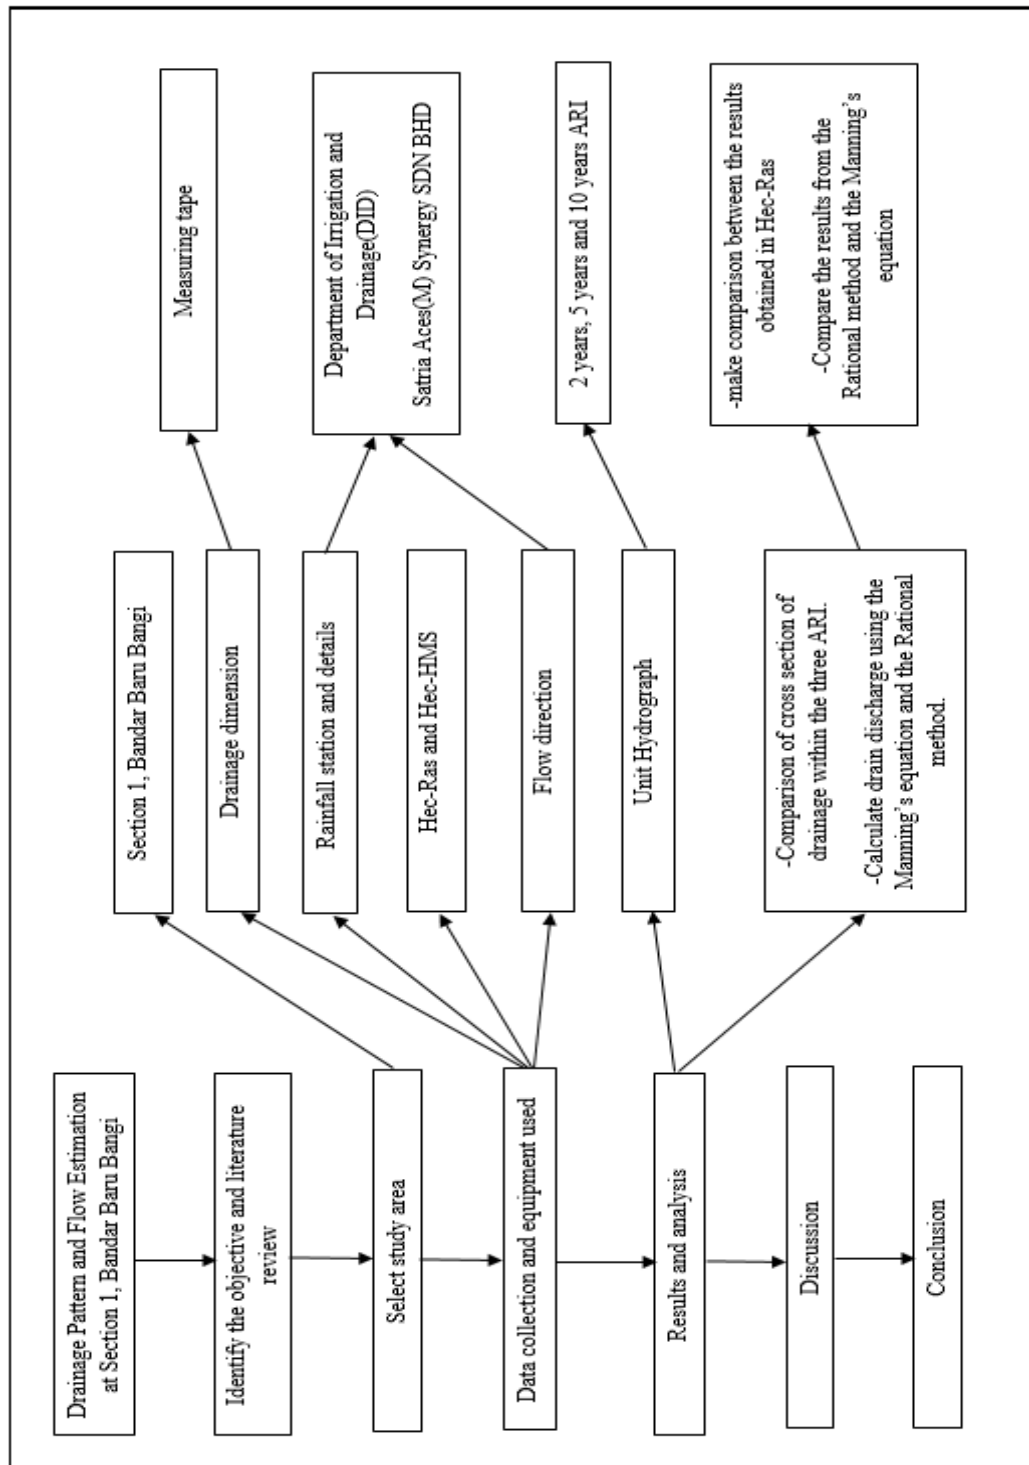 Drainage Pattern and Flow Estimation
at Section 1, Bandar Baru Bangi
Identify the objective and literature
review
Select study area
Data collection and equipment used
Results and analysis
Discussion
Conclusion
Section 1, Bandar Baru Bangi
Drainage dimension
Rainfall station and details
Hec-Ras and Hec-HMS
Flow direction
Unit Hydrograph
-Comparison of cross section of
drainage within the three ARI.
-Calculate drain discharge using the
Manning's equation and the Rational
method.
Measuring tape
Department of Irrigation and
Drainage(DID)
Satria Aces(M) Synergy SDN BHD
2 years, 5 years and 10 years ARI
-make comparison between the results
obtained in Hec-Ras
-Compare the results from the
Rational method and the Manning's
equation